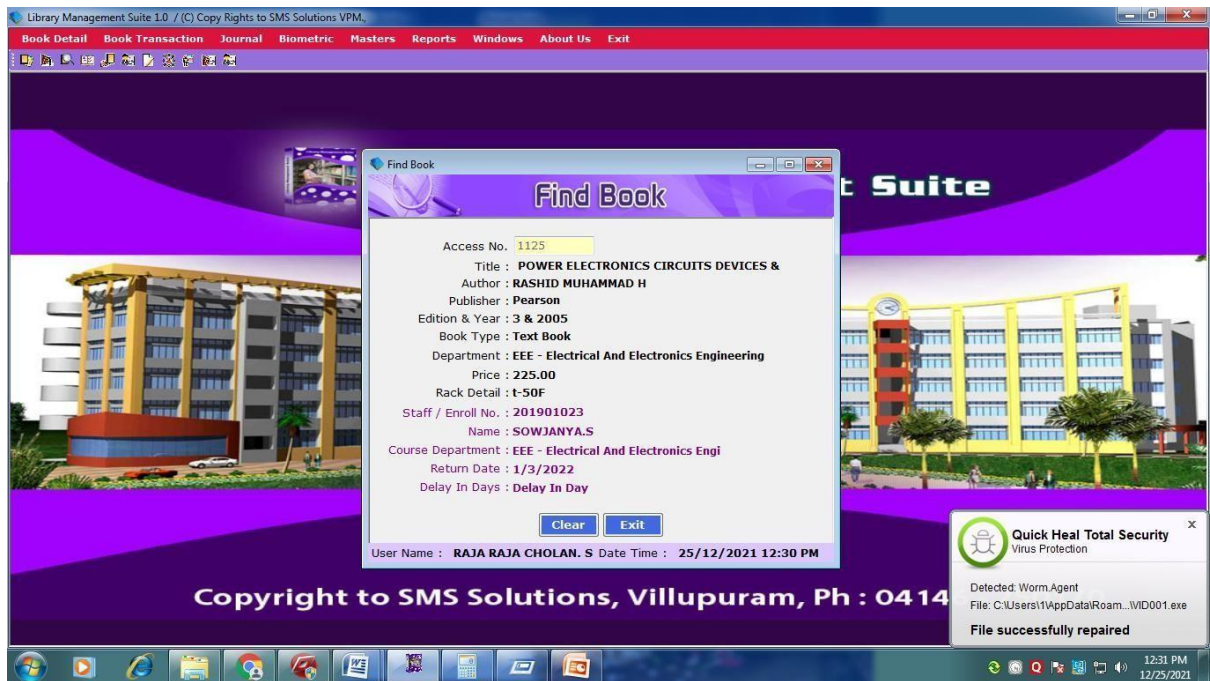 Library Management Suite 1.0 / (C) Copy Rights to SMS Solutions VPM.,
Book Detail Book Transaction Journal Biometric Masters Reports Windows About Us Exit
t Suite
Find Book
Find Book
Access No. 1125
Title : POWER ELECTRONICS CIRCUITS DEVICES &
Author : RASHID MUHAMMAD H
Publisher : Pearson
Edition & Year : 3 & 2005
Book Type : Text Book
Department : EEE - Electrical And Electronics Engineering
Price : 225.00
Rack Detail : t-50F
Staff / Enroll No. : 201901023
Name : SOWJANYA.S
Course Department : EEE - Electrical And Electronics Engi
Return Date : 1/3/2022
Delay In Days : Delay In Day
Clear Exit
User Name : RAJA RAJA CHOLAN. S Date Time : 25/12/2021 12:30 PM
Copyright to SMS Solutions, Villupuram, Ph : 0414
Quick Heal Total Security
Virus Protection
Detected: Worm.Agent
File: C:\Users\1\AppData\Roam...\VID001.exe
File successfully repaired
12:31 PM
12/25/2021